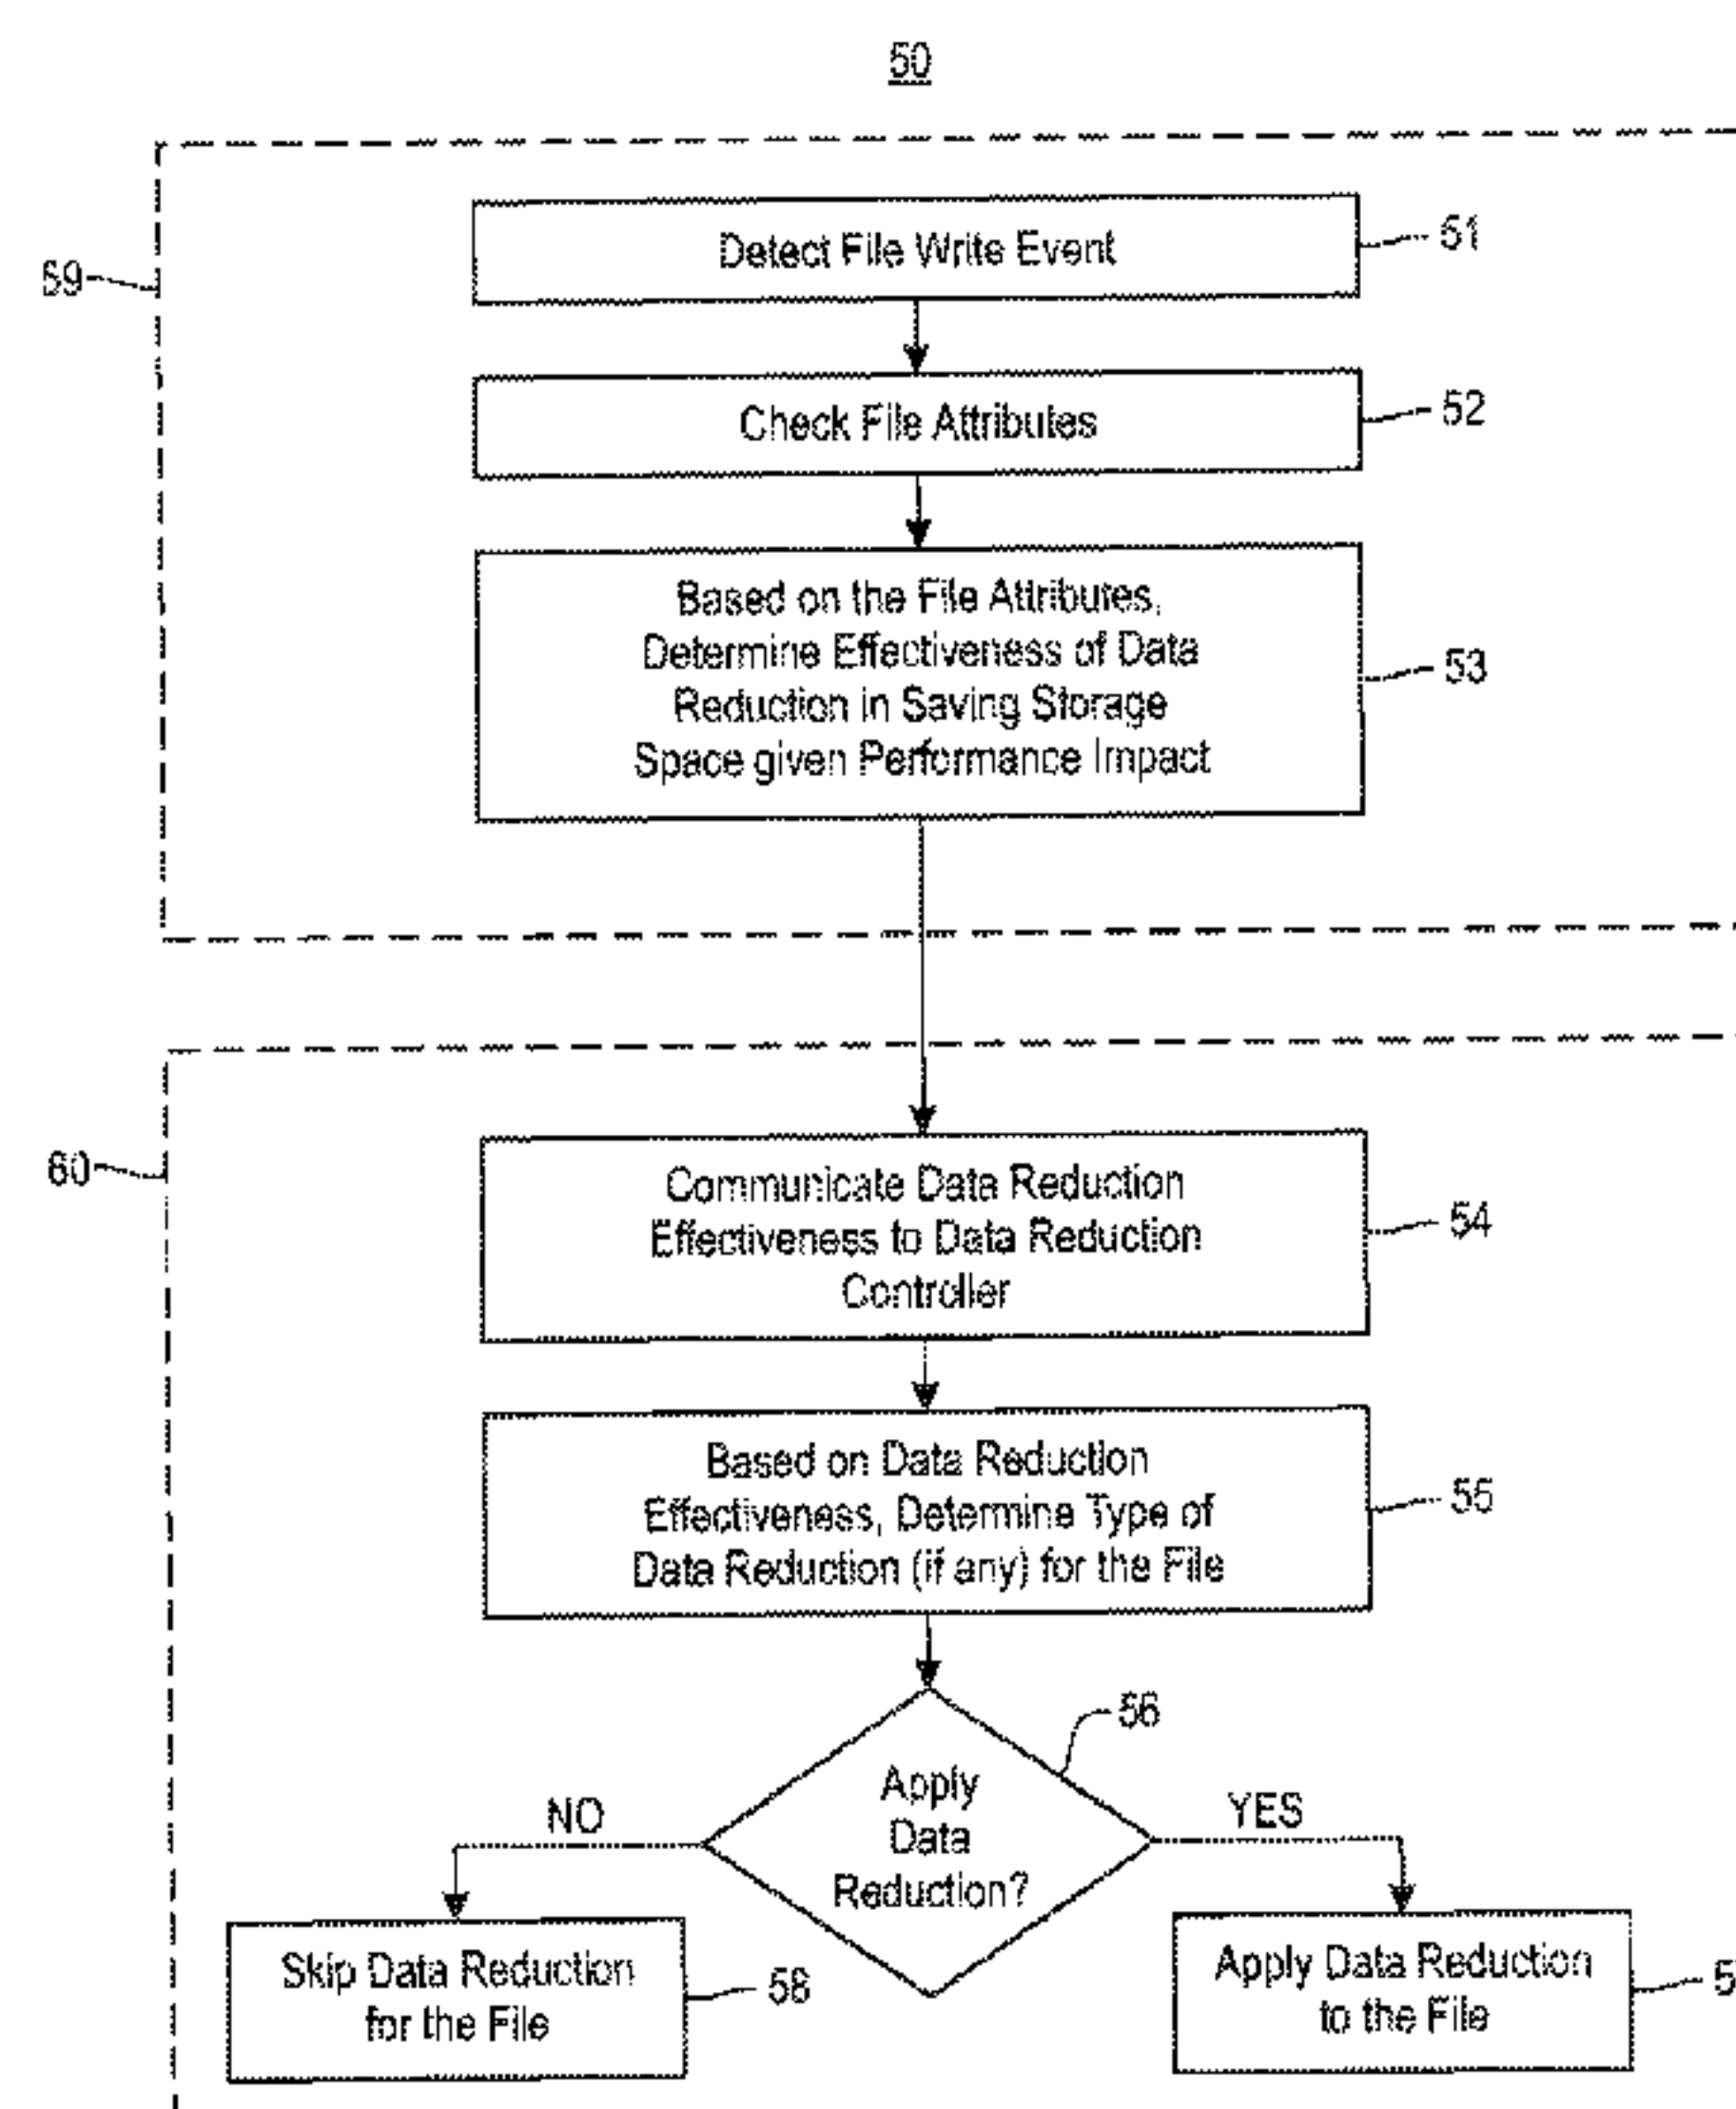 50
59
Detect File Write Event
51
Check File Attributes
52
Based on the File Attributes,
Determine Effectiveness of Data
Reduction in Saving Storage
Space given Performance Impact
53
60
Communicate Data Reduction
Effectiveness to Data Reduction
Controller
54
Based on Data Reduction
Effectiveness, Determine Type of
Data Reduction (if any) for the File
55
56
Apply
Data
Reduction?
NO
YES
Skip Data Reduction
for the File
58
Apply Data Reduction
to the File